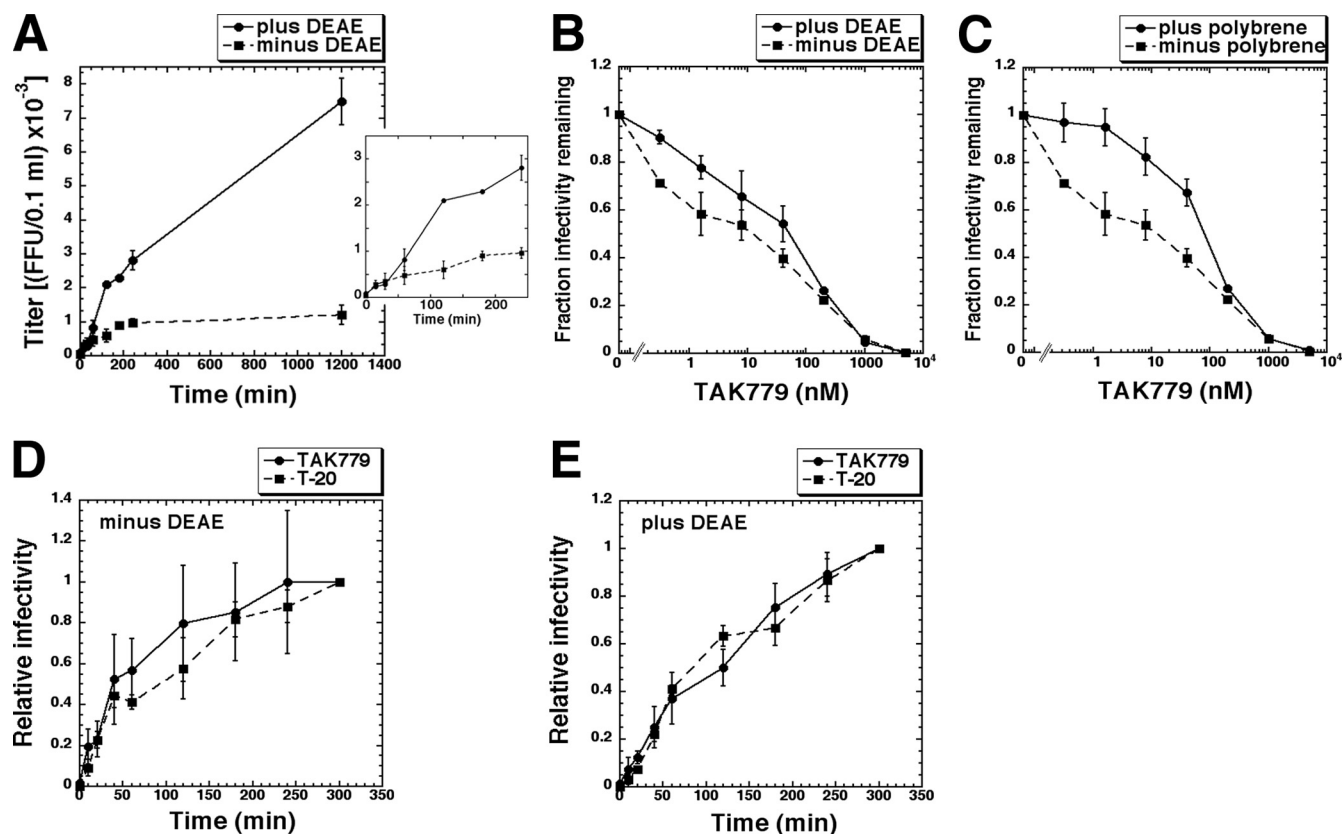 A
plus DEAE
minus DEAE
Titer [(FFU/0.1 ml) x10-3]
8
7
6
5
4
3
2
1
0
0 200 400 600 800 1000 1200 1400
Time (min)
3
2
1
0
0 100 200
Time (min)
B
plus DEAE
minus DEAE
Fraction infectivity remaining
1.2
1
0.8
0.6
0.4
0.2
0
0 1 10 100 1000 104
TAK779 (nM)
C
plus polybrene
minus polybrene
Fraction infectivity remaining
1.2
1
0.8
0.6
0.4
0.2
0
0 1 10 100 1000 104
TAK779 (nM)
D
TAK779
T-20
minus DEAE
Relative infectivity
1.4
1.2
1
0.8
0.6
0.4
0.2
0
0 50 100 150 200 250 300 350
Time (min)
E
TAK779
T-20
plus DEAE
Relative infectivity
1.2
1
0.8
0.6
0.4
0.2
0
0 50 100 150 200 250 300 350
Time (min)